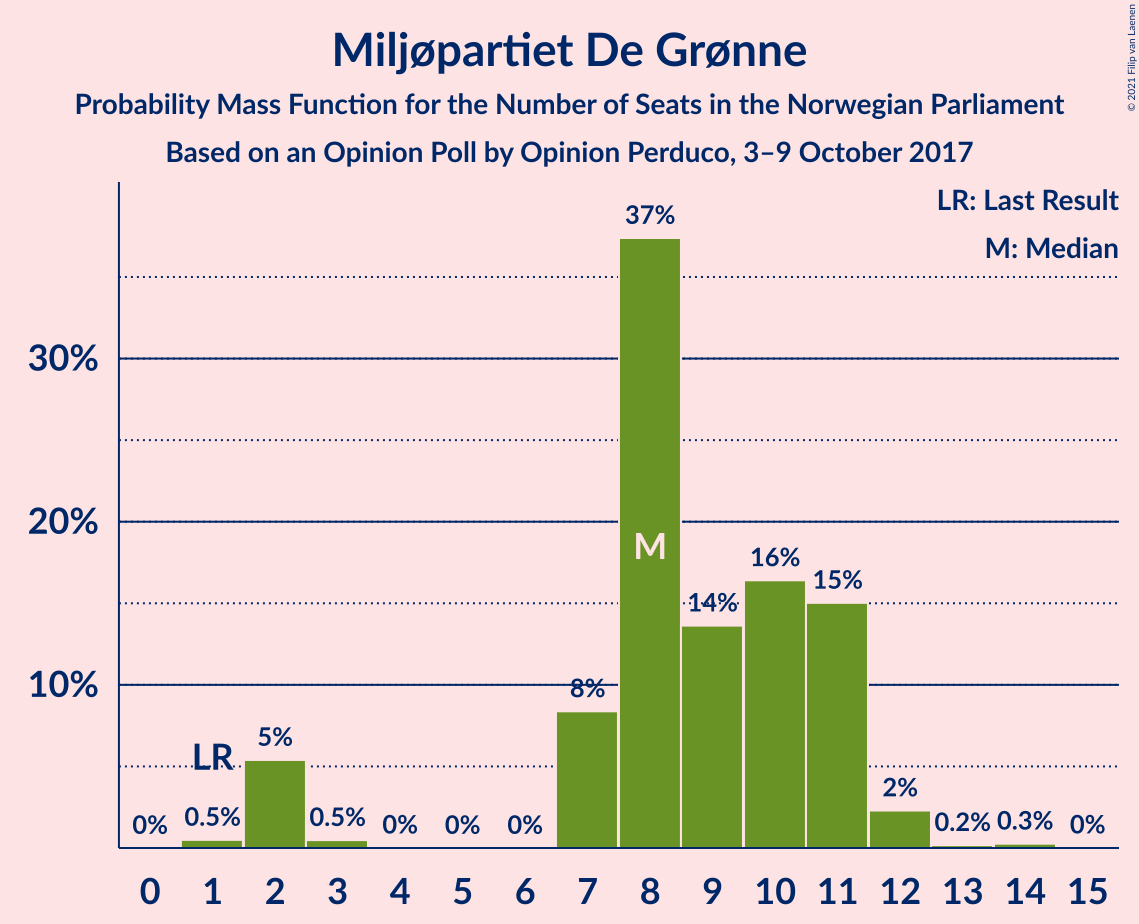 Miljøpartiet De Grønne
Probability Mass Function for the Number of Seats in the Norwegian Parliament
Based on an Opinion Poll by Opinion Perduco, 3–9 October 2017
© 2021 Filip van Laenen
LR: Last Result
M: Median
37%
30%
20%
M
16%
15%
14%
10%
8%
LR
5%
2%
0%
0.5%
0.5%
0%
0%
0%
0.2%
0.3%
0%
0 1 2 3 4 5 6 7 8 9 10 11 12 13 14 15